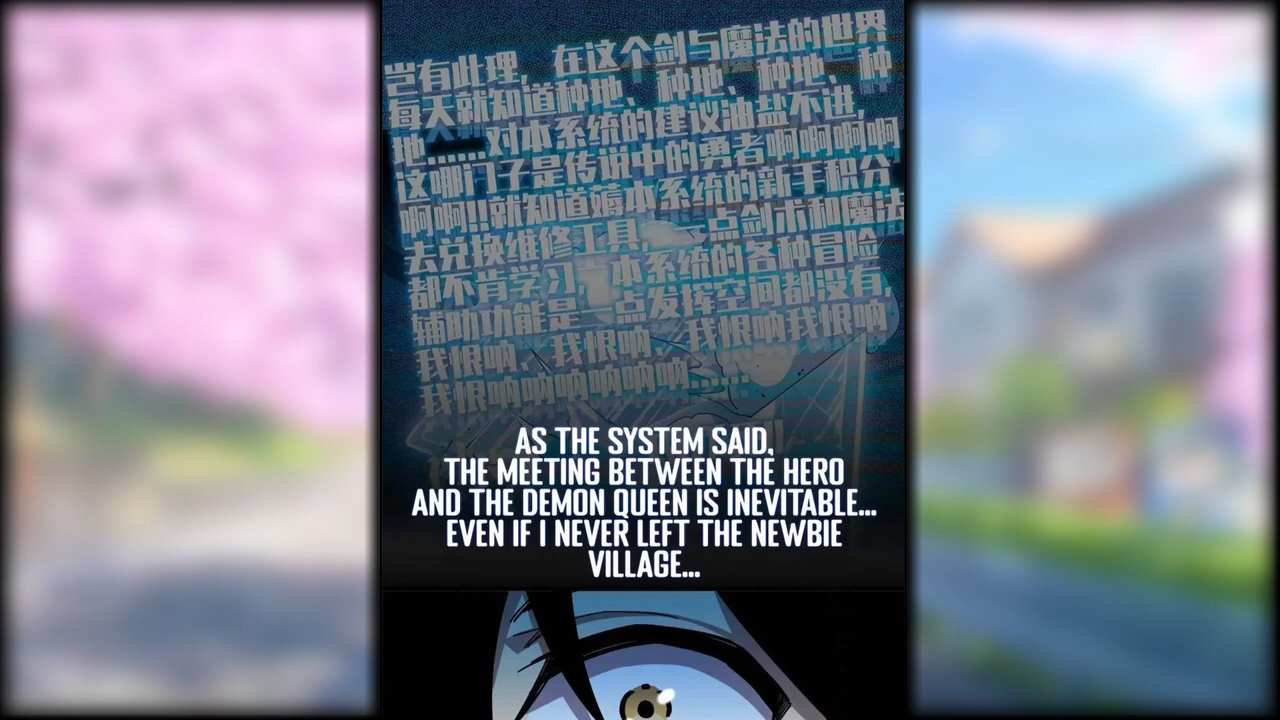 岂有此理,在这个剑与魔法的世界
每天就知道种地、种地、种地、种
地……对本系统的建议油盐不进,
这哪门子是传说中的勇者啊啊啊啊
啊啊!!就知道薅本系统的新手积分
去兑换维修工具,一点剑术和魔法
都不肯学习,本系统的各种冒险
辅助功能是一点发挥空间都没有,
我恨呐、我恨呐、我恨呐我恨呐
我恨呐呐呐呐呐呐……
AS THE SYSTEM SAID,
THE MEETING BETWEEN THE HERO
AND THE DEMON QUEEN IS INEVITABLE...
EVEN IF I NEVER LEFT THE NEWBIE
VILLAGE...